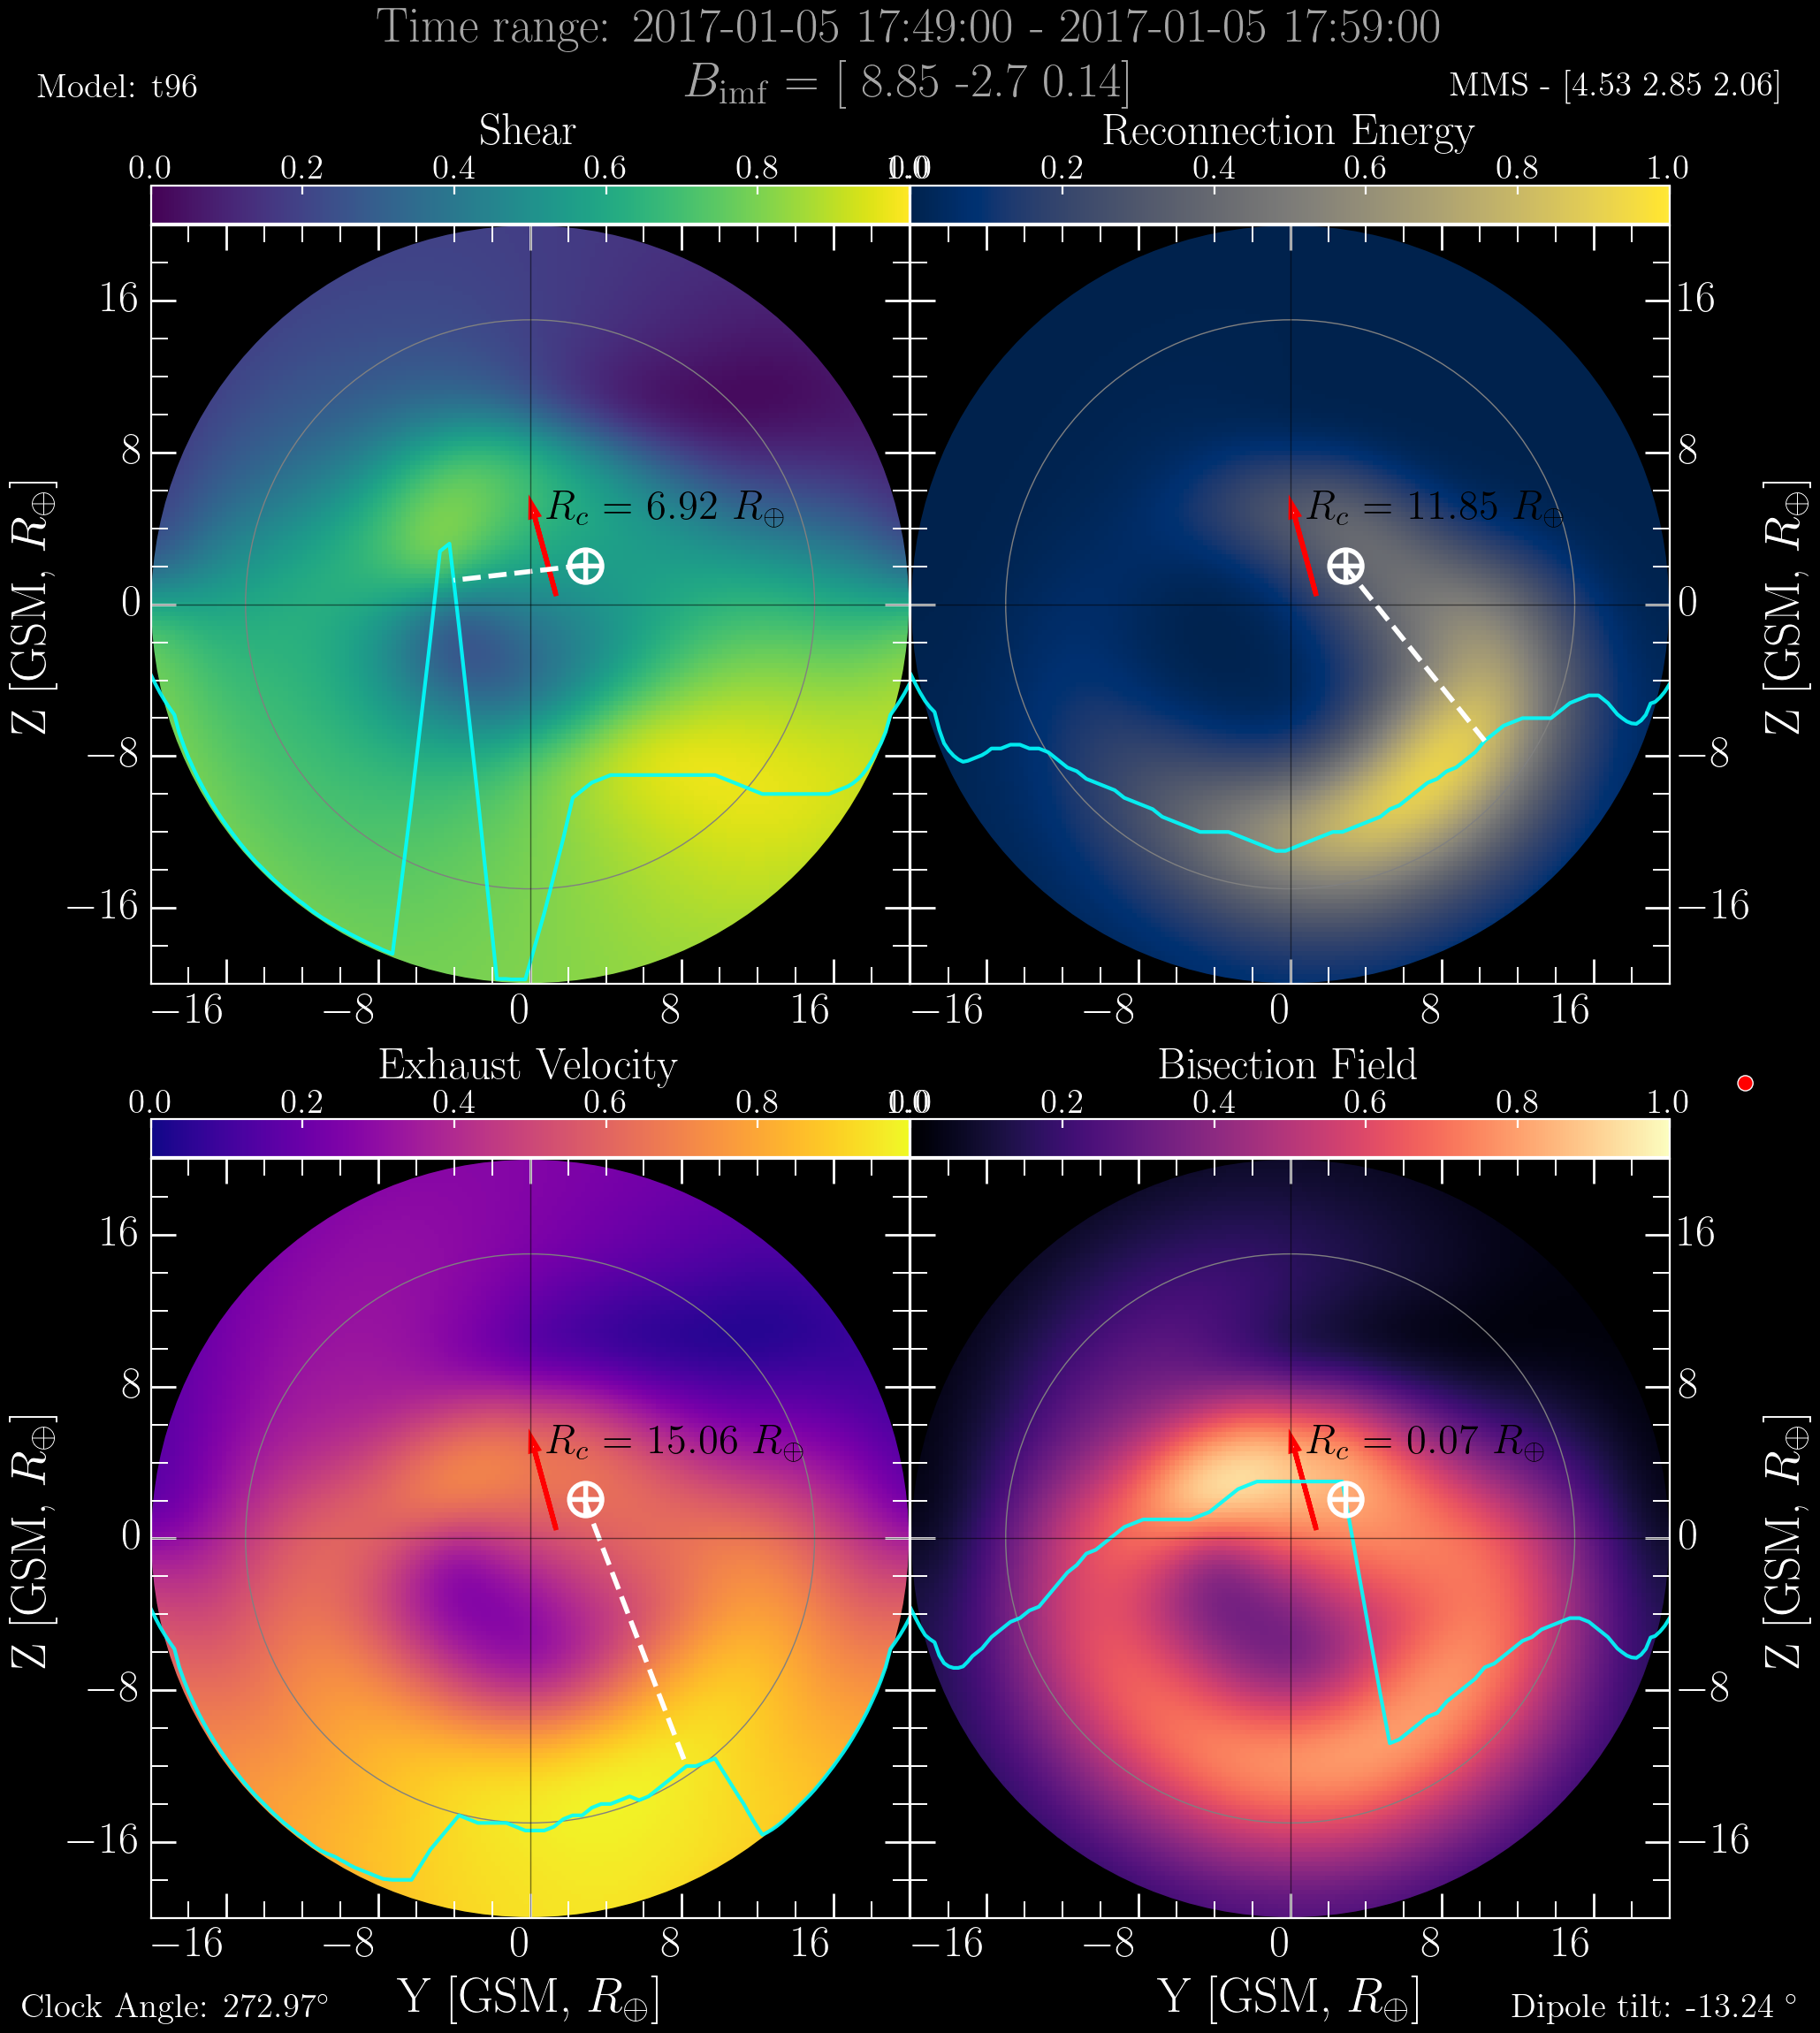 Time range: 2017-01-05 17:49:00 - 2017-01-05 17:59:00
Model: t96
B_imf = [ 8.85 -2.7 0.14]
MMS - [4.53 2.85 2.06]
Shear
Reconnection Energy
0.0 0.2 0.4 0.6 0.8 1.0
0.0 0.2 0.4 0.6 0.8 1.0
16
8
0
−8
−16
Z [GSM, R⊕]
R_c = 6.92 R⊕
R_c = 11.85 R⊕
16
8
0
−8
−16
Z [GSM, R⊕]
−16 −8 0 8 16
−16 −8 0 8 16
Exhaust Velocity
Bisection Field
0.0 0.2 0.4 0.6 0.8 1.0
0.0 0.2 0.4 0.6 0.8 1.0
16
8
0
−8
−16
Z [GSM, R⊕]
R_c = 15.06 R⊕
R_c = 0.07 R⊕
16
8
0
−8
−16
Z [GSM, R⊕]
−16 −8 0 8 16
−16 −8 0 8 16
Y [GSM, R⊕]
Y [GSM, R⊕]
Clock Angle: 272.97°
Dipole tilt: -13.24 °